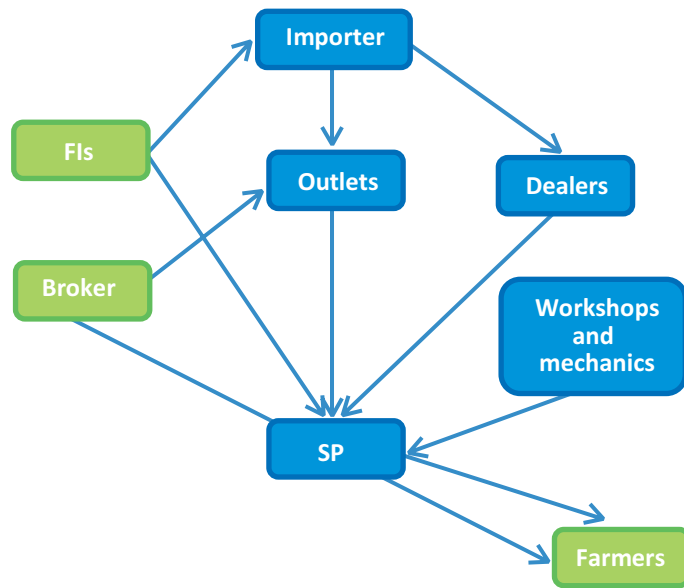 Importer
FIs
Outlets
Dealers
Broker
Workshops
and
mechanics
SP
Farmers